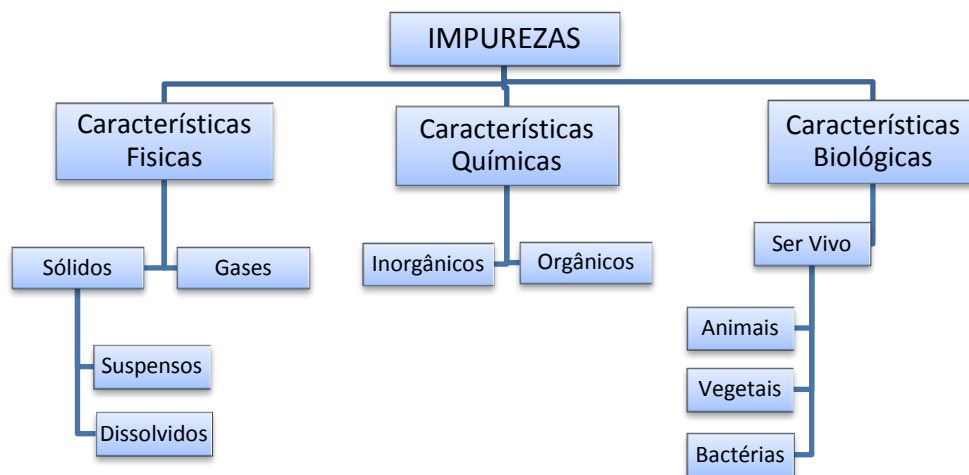 IMPUREZAS
Características
Fisicas
Características
Químicas
Características
Biológicas
Sólidos
Gases
Inorgânicos
Orgânicos
Ser Vivo
Suspensos
Dissolvidos
Animais
Vegetais
Bactérias